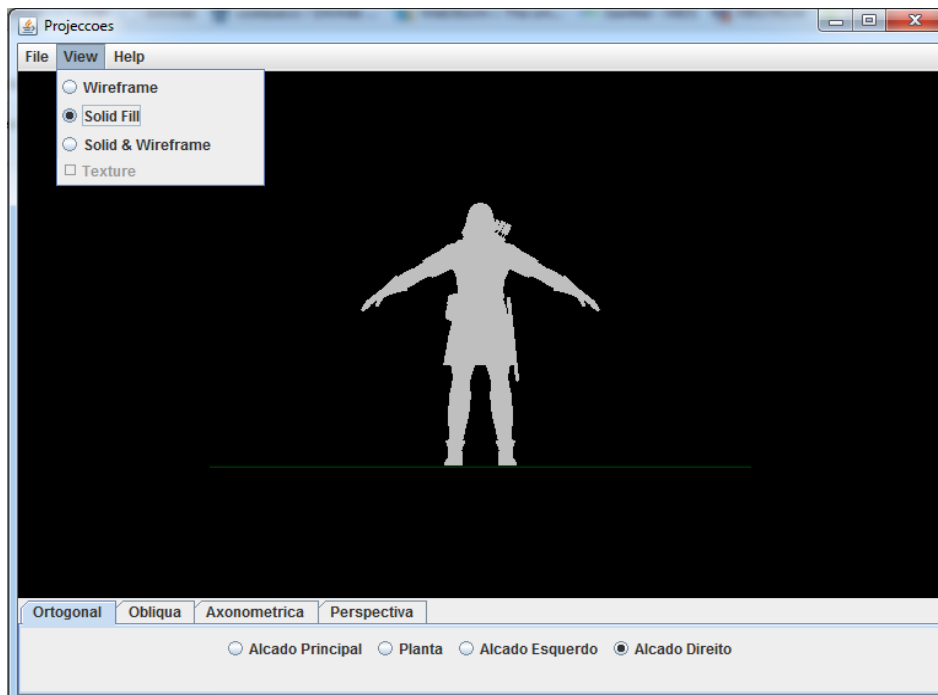 Projeccoes
File View Help
Wireframe
Solid Fill
Solid & Wireframe
Texture
Ortogonal Obliqua Axonometrica Perspectiva
Alcado Principal Planta Alcado Esquerdo Alcado Direito